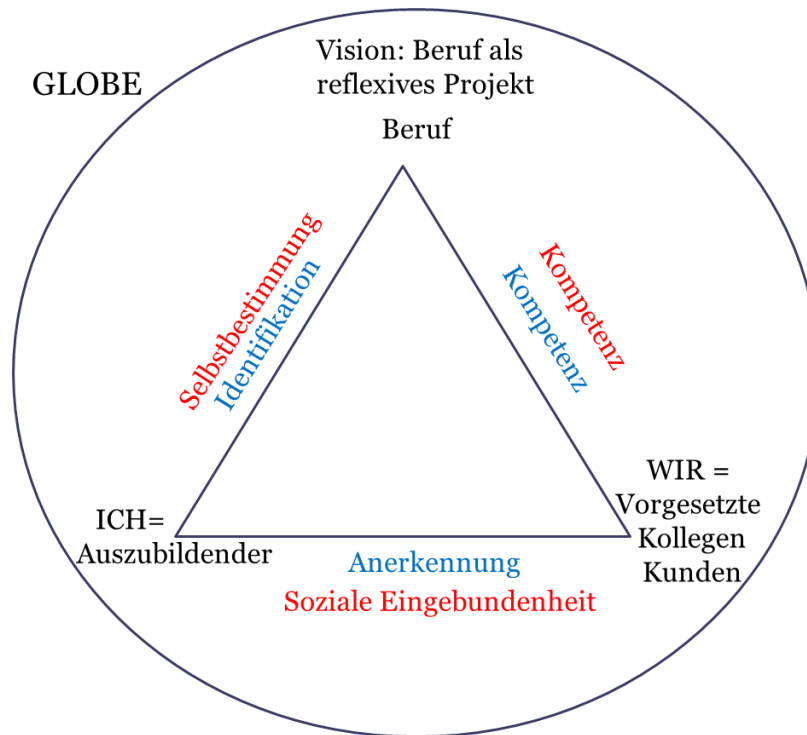 GLOBE
Vision: Beruf als
reflexives Projekt
Beruf
Selbstbestimmung
Identifikation
Kompetenz
Kompetenz
ICH=
Auszubildender
WIR =
Vorgesetzte
Kollegen
Kunden
Anerkennung
Soziale Eingebundenheit